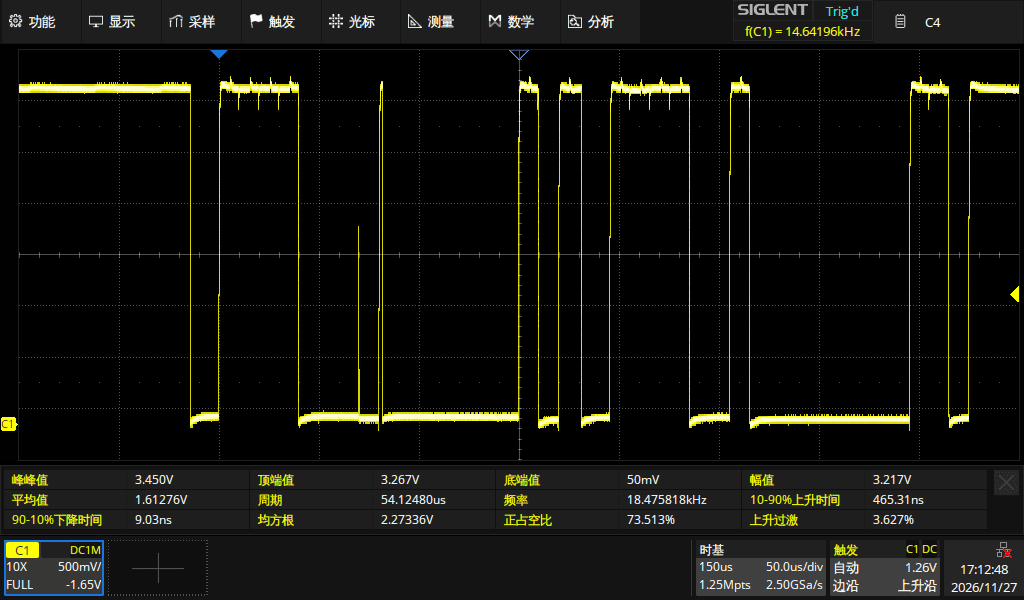 功能 显示 采样 触发 光标 测量 数学 分析 SIGLENT Trig'd C4
f(C1) = 14.64196kHz
C1
峰峰值 3.450V 顶端值 3.267V 底端值 50mV 幅值 3.217V
平均值 1.61276V 周期 54.12480us 频率 18.475818kHz 10-90%上升时间 465.31ns
90-10%下降时间 9.03ns 均方根 2.27336V 正占空比 73.513% 上升过激 3.627%
C1 DC1M 时基 触发 C1 DC
10X 500mV/ 150us 50.0us/div 自动 1.26V 17:12:48
FULL -1.65V 1.25Mpts 2.50GSa/s 边沿 上升沿 2026/11/27